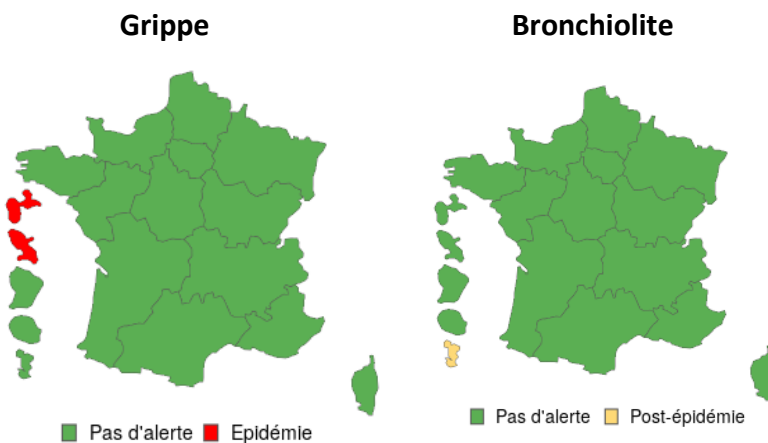 Grippe
Bronchiolite
Pas d'alerte Epidémie
Pas d'alerte Post-épidémie